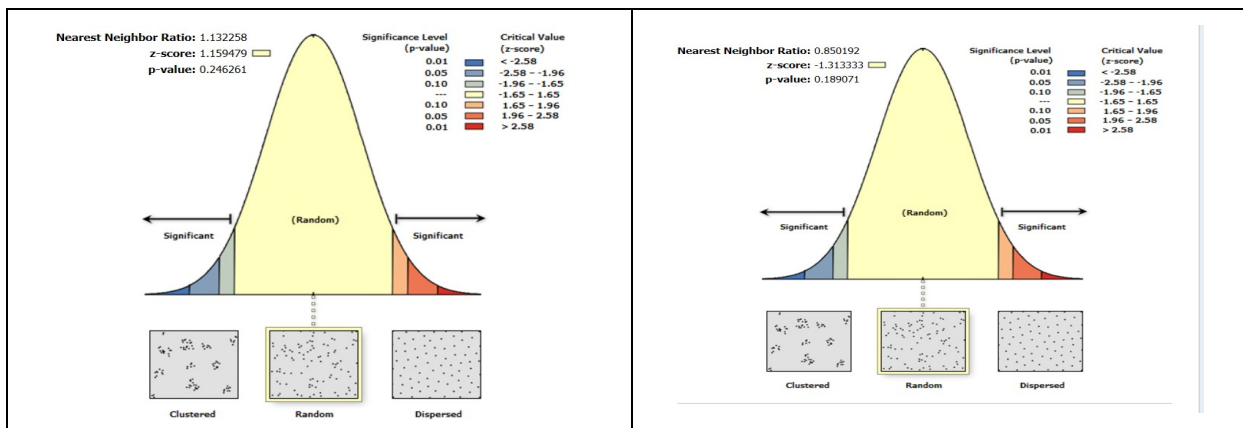 Nearest Neighbor Ratio: 1.132258
z-score: 1.159479
p-value: 0.246261
Significance Level Critical Value
(p-value) (z-score)
0.01 < -2.58
0.05 -2.58 – -1.96
0.10 -1.96 – -1.65
--- -1.65 – 1.65
0.10 1.65 – 1.96
0.05 1.96 – 2.58
0.01 > 2.58
(Random)
Significant Significant
Clustered Random Dispersed
Nearest Neighbor Ratio: 0.850192
z-score: -1.313333
p-value: 0.189071
Significance Level Critical Value
(p-value) (z-score)
0.01 < -2.58
0.05 -2.58 – -1.96
0.10 -1.96 – -1.65
--- -1.65 – 1.65
0.10 1.65 – 1.96
0.05 1.96 – 2.58
0.01 > 2.58
(Random)
Significant Significant
Clustered Random Dispersed